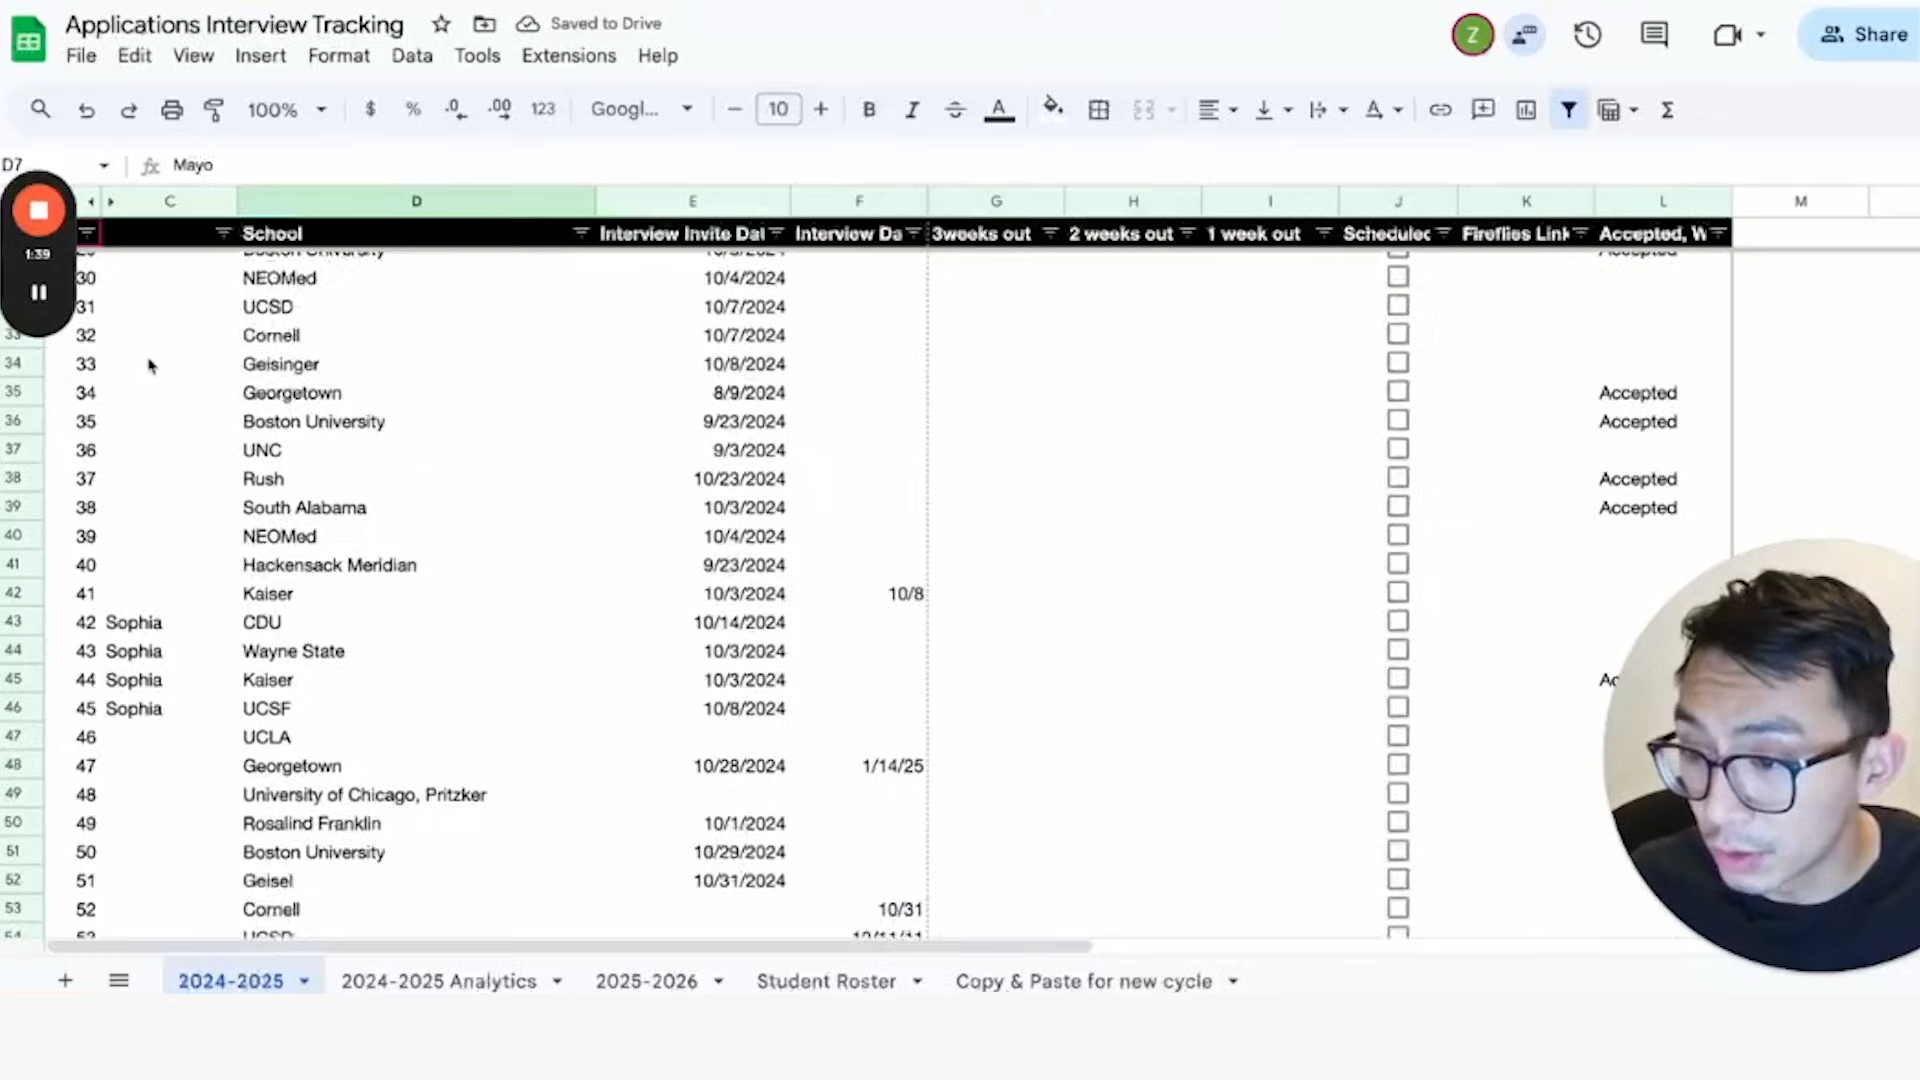 Applications Interview Tracking Saved to Drive
File Edit View Insert Format Data Tools Extensions Help
Z Share
100% $ % .0 .00 123 Googl... 10 B I A
D7 fx Mayo
C D E F G H I J K L M
School Interview Invite Dat Interview Da 3weeks out 2 weeks out 1 week out Scheduled Fireflies Link Accepted, W
1:39
30 NEOMed 10/4/2024
31 UCSD 10/7/2024
33 32 Cornell 10/7/2024
34 33 Geisinger 10/8/2024
35 34 Georgetown 8/9/2024 Accepted
36 35 Boston University 9/23/2024 Accepted
37 36 UNC 9/3/2024
38 37 Rush 10/23/2024 Accepted
39 38 South Alabama 10/3/2024 Accepted
40 39 NEOMed 10/4/2024
41 40 Hackensack Meridian 9/23/2024
42 41 Kaiser 10/3/2024 10/8
43 42 Sophia CDU 10/14/2024
44 43 Sophia Wayne State 10/3/2024
45 44 Sophia Kaiser 10/3/2024 Ac
46 45 Sophia UCSF 10/8/2024
47 46 UCLA
48 47 Georgetown 10/28/2024 1/14/25
49 48 University of Chicago, Pritzker
50 49 Rosalind Franklin 10/1/2024
51 50 Boston University 10/29/2024
52 51 Geisel 10/31/2024
53 52 Cornell 10/31
2024-2025 2024-2025 Analytics 2025-2026 Student Roster Copy & Paste for new cycle